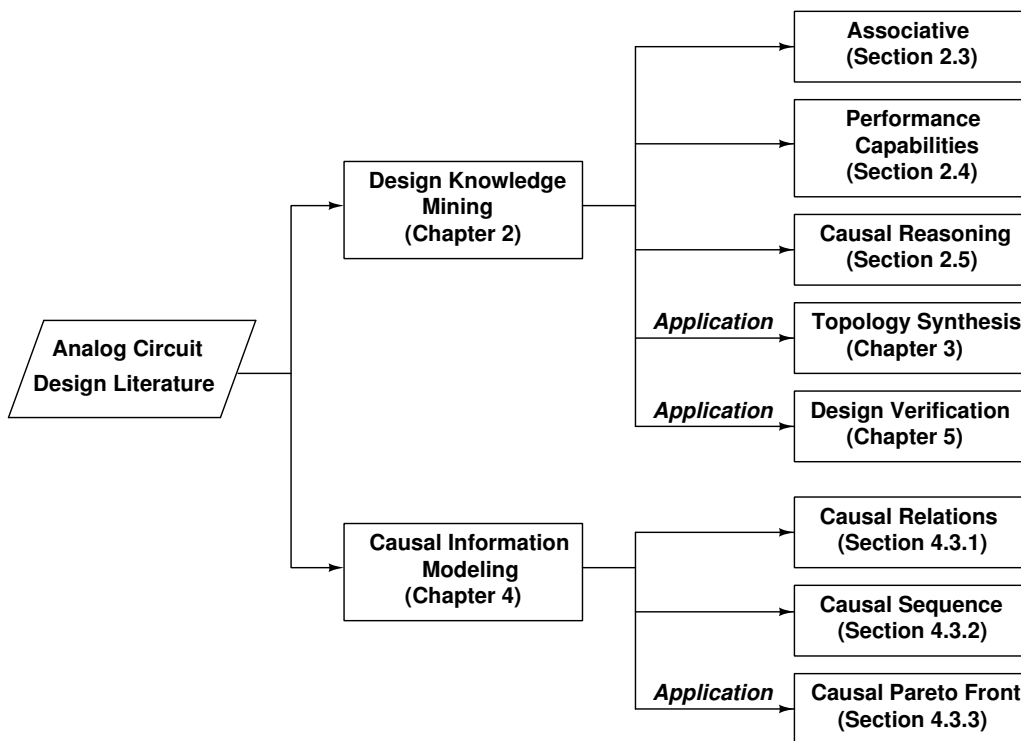 Analog Circuit
Design Literature
Design Knowledge
Mining
(Chapter 2)
Associative
(Section 2.3)
Performance
Capabilities
(Section 2.4)
Causal Reasoning
(Section 2.5)
Application
Topology Synthesis
(Chapter 3)
Application
Design Verification
(Chapter 5)
Causal Information
Modeling
(Chapter 4)
Causal Relations
(Section 4.3.1)
Causal Sequence
(Section 4.3.2)
Application
Causal Pareto Front
(Section 4.3.3)